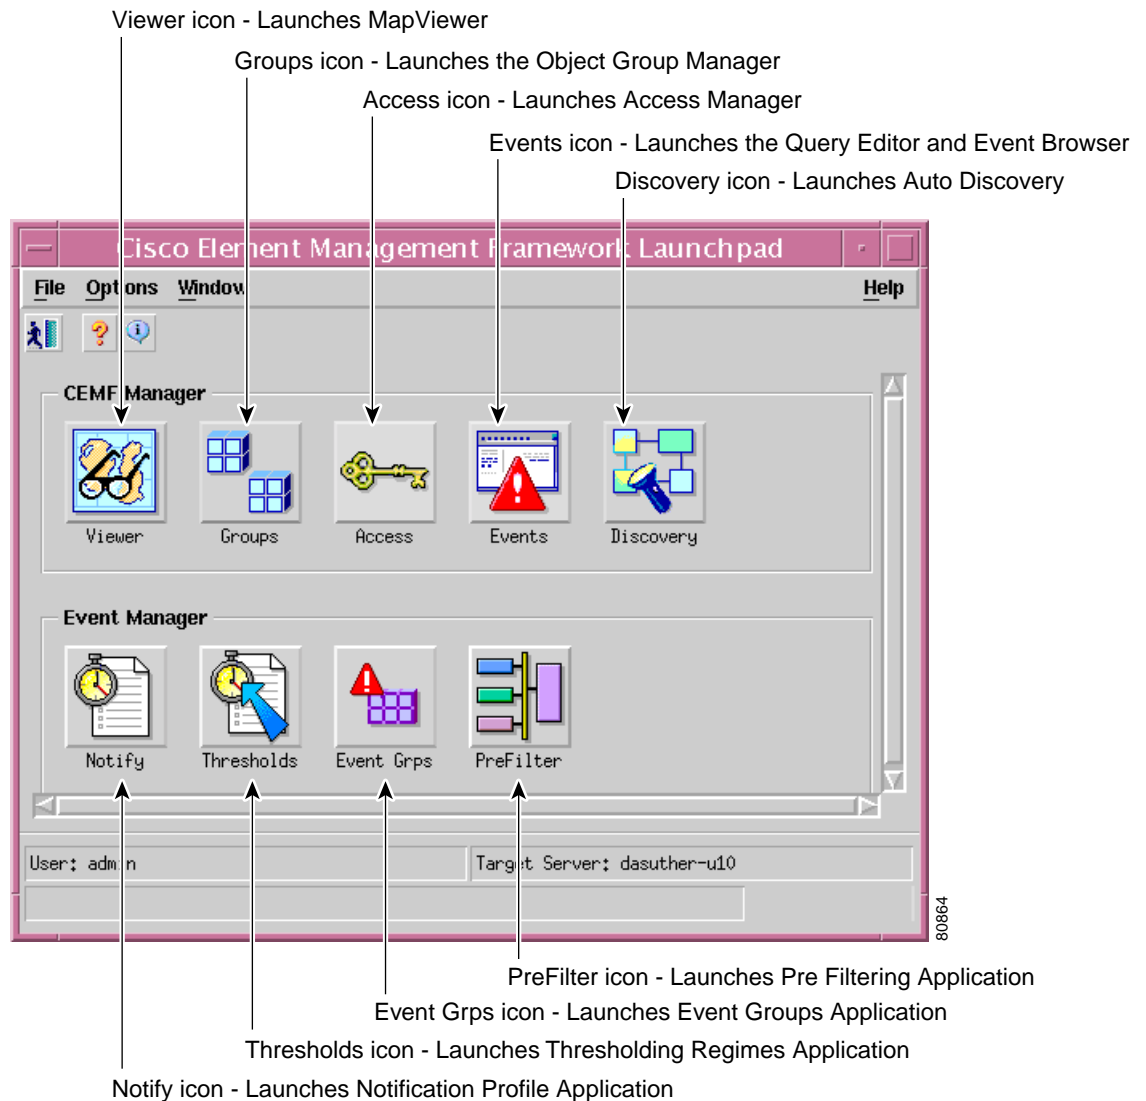 Viewer icon - Launches MapViewer
Groups icon - Launches the Object Group Manager
Access icon - Launches Access Manager
Events icon - Launches the Query Editor and Event Browser
Discovery icon - Launches Auto Discovery
Cisco Element Management Framework Launchpad
File Options Window Help
CEMF Manager
Viewer Groups Access Events Discovery
Event Manager
Notify Thresholds Event Grps PreFilter
User: admin Target Server: dasuther-u10
80864
PreFilter icon - Launches Pre Filtering Application
Event Grps icon - Launches Event Groups Application
Thresholds icon - Launches Thresholding Regimes Application
Notify icon - Launches Notification Profile Application